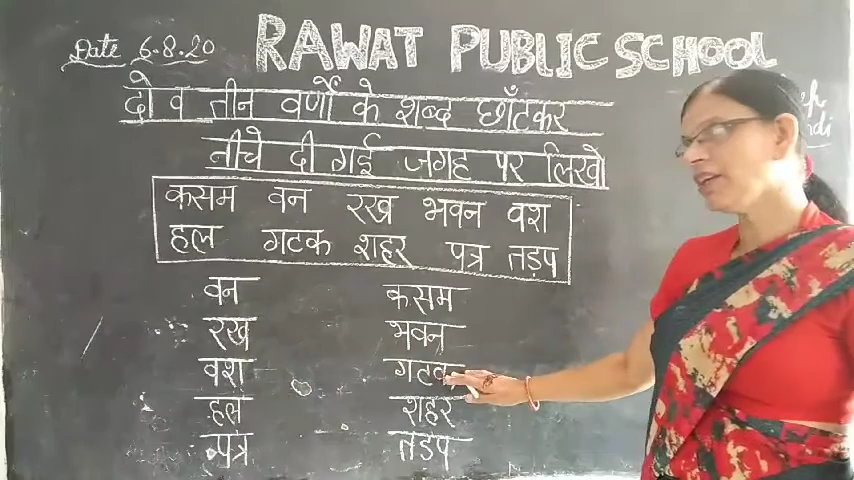 Date 6.8.20
RAWAT PUBLIC SCHOOL
दो व तीन वर्णों के शब्द छाँटकर
नीचे दी गई जगह पर लिखो
कसम वन रख भवन वश
हल गटक शहर पत्र तड़प
वन कसम
रख भवन
वश गटक
हल शहर
पत्र तड़प